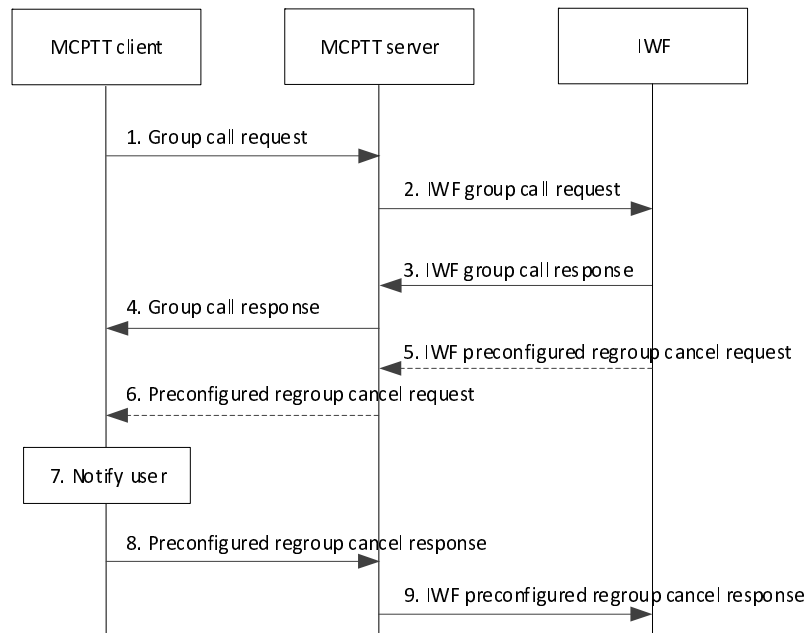 MCPTT client
MCPTT server
IWF
1. Group call request
2. IWF group call request
3. IWF group call response
4. Group call response
5. IWF preconfigured regroup cancel request
6. Preconfigured regroup cancel request
7. Notify user
8. Preconfigured regroup cancel response
9. IWF preconfigured regroup cancel response